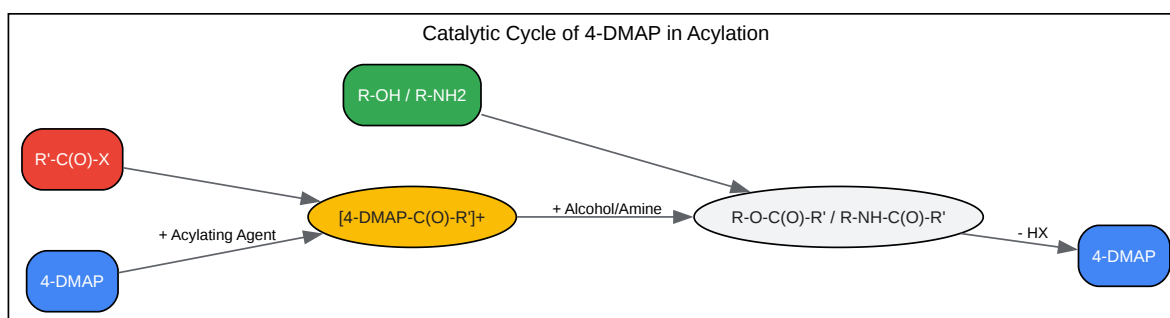 Catalytic Cycle of 4-DMAP in Acylation
R-OH / R-NH2
R'-C(O)-X
[4-DMAP-C(O)-R']+
+ Alcohol/Amine
R-O-C(O)-R' / R-NH-C(O)-R'
+ Acylating Agent
- HX
4-DMAP
4-DMAP